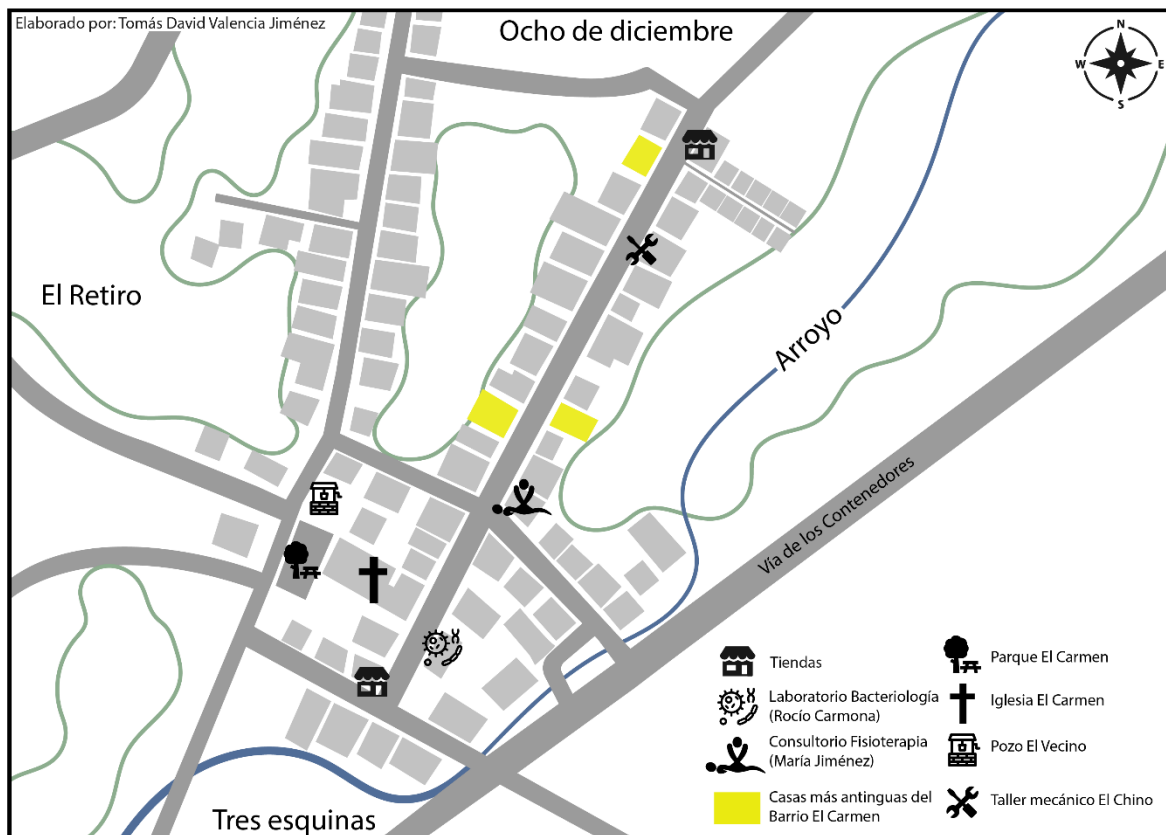 Elaborado por: Tomás David Valencia Jiménez
Ocho de diciembre
N
W
E
S
El Retiro
Arroyo
Vía de los Contenedores
Tiendas
Laboratorio Bacteriología
(Rocío Carmona)
Consultorio Fisioterapia
(María Jiménez)
Casas más antinguas del
Barrio El Carmen
Parque El Carmen
Iglesia El Carmen
Pozo El Vecino
Taller mecánico El Chino
Tres esquinas